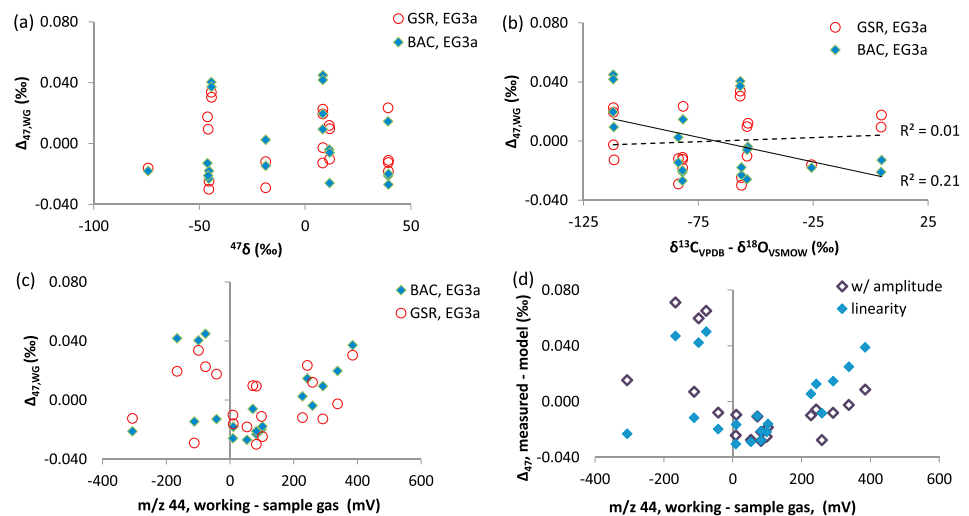 (a)
GSR, EG3a
BAC, EG3a
0.080
0.040
0.000
-0.040
Δ47,WG (‰)
-100 -50 0 50
⁴⁷δ (‰)
(b)
GSR, EG3a
BAC, EG3a
0.080
0.040
0.000
-0.040
Δ47,WG (‰)
R² = 0.01
R² = 0.21
-125 -75 -25 25
δ¹³CVPDB - δ¹⁸OVSMOW (‰)
(c)
BAC, EG3a
GSR, EG3a
0.080
0.040
0.000
-0.040
Δ47,WG (‰)
-400 -200 0 200 400 600
m/z 44, working - sample gas (mV)
(d)
w/ amplitude
linearity
0.080
0.040
0.000
-0.040
Δ47, measured - model (‰)
-400 -200 0 200 400 600
m/z 44, working - sample gas, (mV)